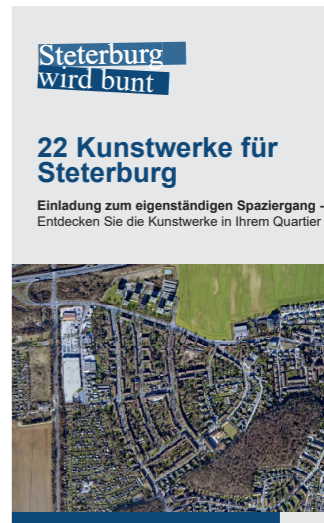 Steterburg
wird bunt
22 Kunstwerke für
Steterburg
Einladung zum eigenständigen Spaziergang -
Entdecken Sie die Kunstwerke in Ihrem Quartier